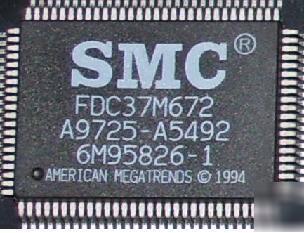 SMC®
FDC37M672
A9725-A5492
6M95826-1
AMERICAN MEGATRENDS © 1994